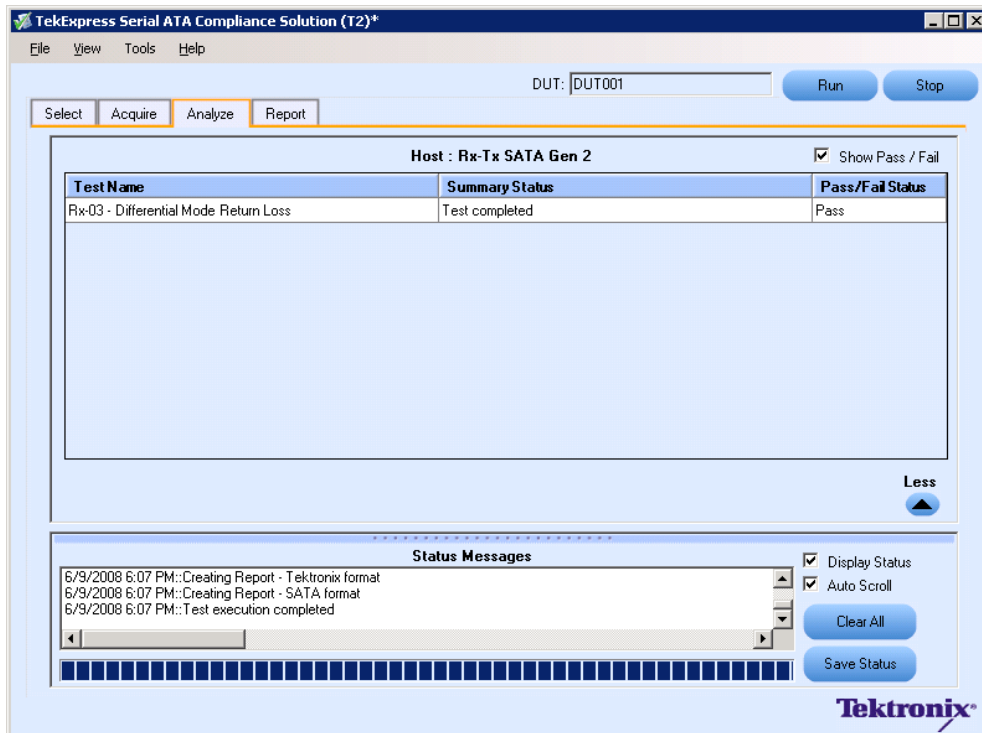 TekExpress Serial ATA Compliance Solution (T2)*
File View Tools Help
DUT: DUT001 Run Stop
Select Acquire Analyze Report
Host : Rx-Tx SATA Gen 2 Show Pass / Fail
Test Name Summary Status Pass/Fail Status
Rx-03 - Differential Mode Return Loss Test completed Pass
Less
Status Messages
Display Status
6/9/2008 6:07 PM::Creating Report - Tektronix format
6/9/2008 6:07 PM::Creating Report - SATA format
Auto Scroll
6/9/2008 6:07 PM::Test execution completed
Clear All
Save Status
Tektronix